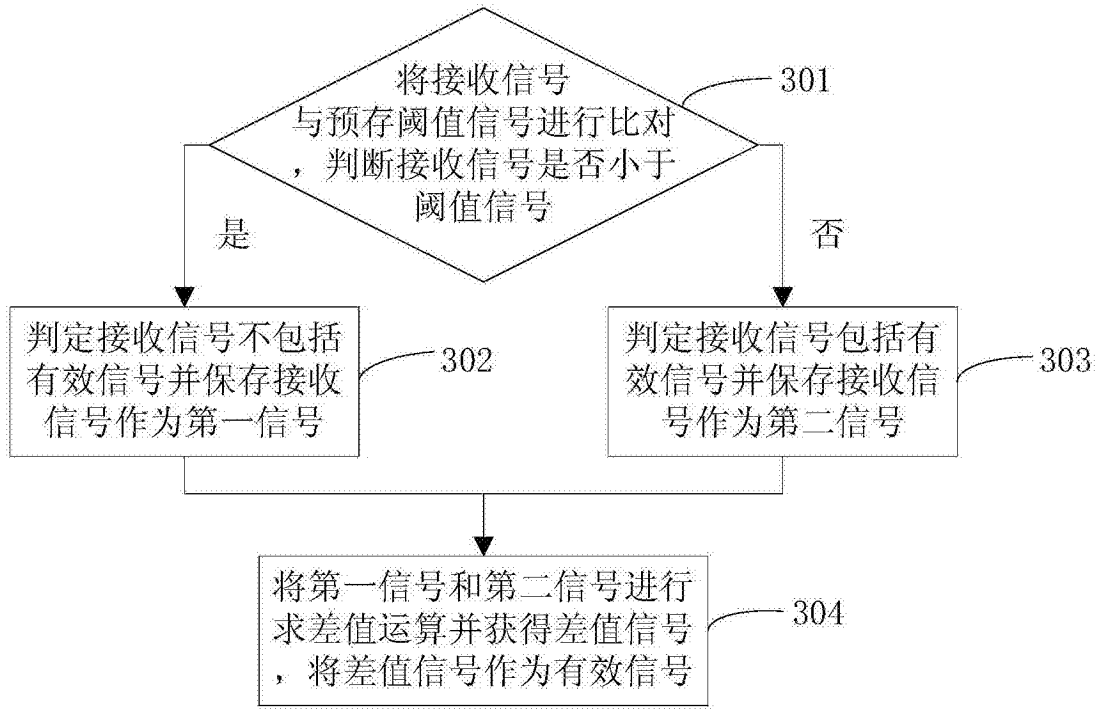 将接收信号
与预存阈值信号进行比对
，判断接收信号是否小于
阈值信号
301
是
否
判定接收信号不包括
有效信号并保存接收
信号作为第一信号
302
判定接收信号包括有
效信号并保存接收信
号作为第二信号
303
将第一信号和第二信号进行
求差值运算并获得差值信号
，将差值信号作为有效信号
304